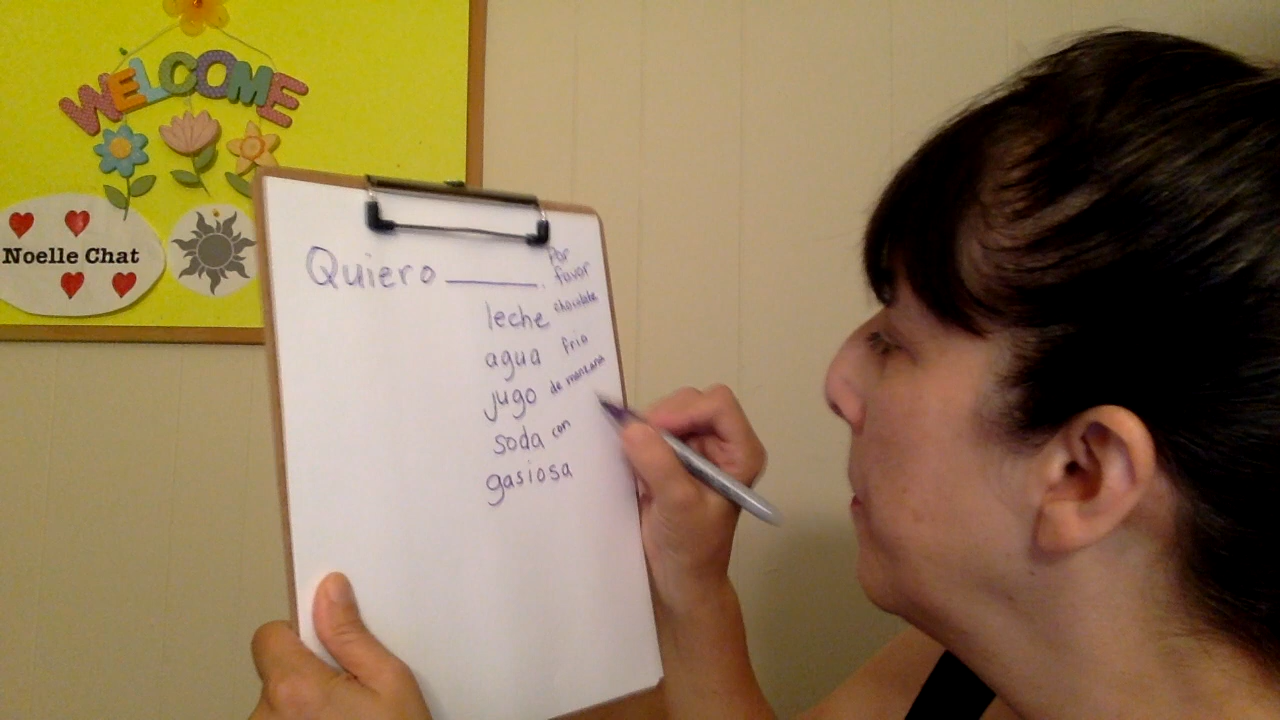 WELCOME
Noelle Chat
Quiero ______. Por favor
leche chocolate
agua fria
jugo de manzana
soda con
gasiosa